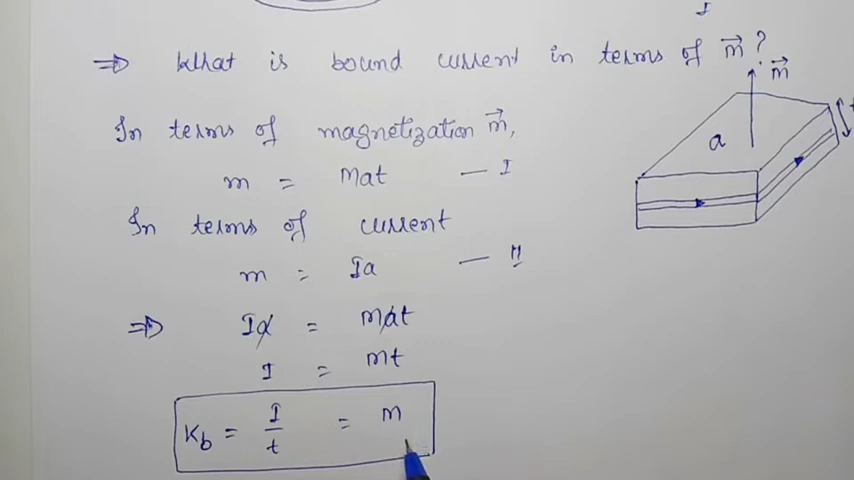 I
⇒ What is bound current in terms of m⃗?
m⃗
t
a
In terms of magnetization m⃗,
m = Mat — I
In terms of current
m = Ia — II
⇒ Ia = mat
I = mt
K_b = I/t = m